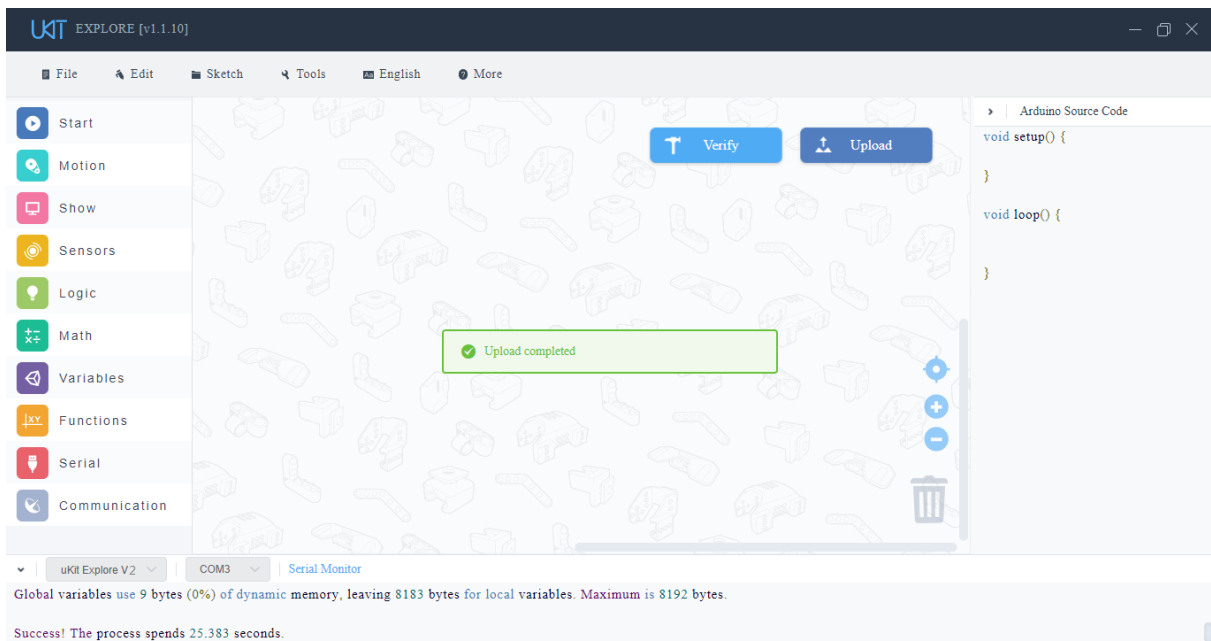 UKIT EXPLORE [v1.1.10]
File Edit Sketch Tools English More
Start
Motion
Show
Sensors
Logic
Math
Variables
Functions
Serial
Communication
Verify Upload
Upload completed
Arduino Source Code
void setup() {
}
void loop() {
}
uKit Explore V2 COM3 Serial Monitor
Global variables use 9 bytes (0%) of dynamic memory, leaving 8183 bytes for local variables. Maximum is 8192 bytes.
Success! The process spends 25.383 seconds.